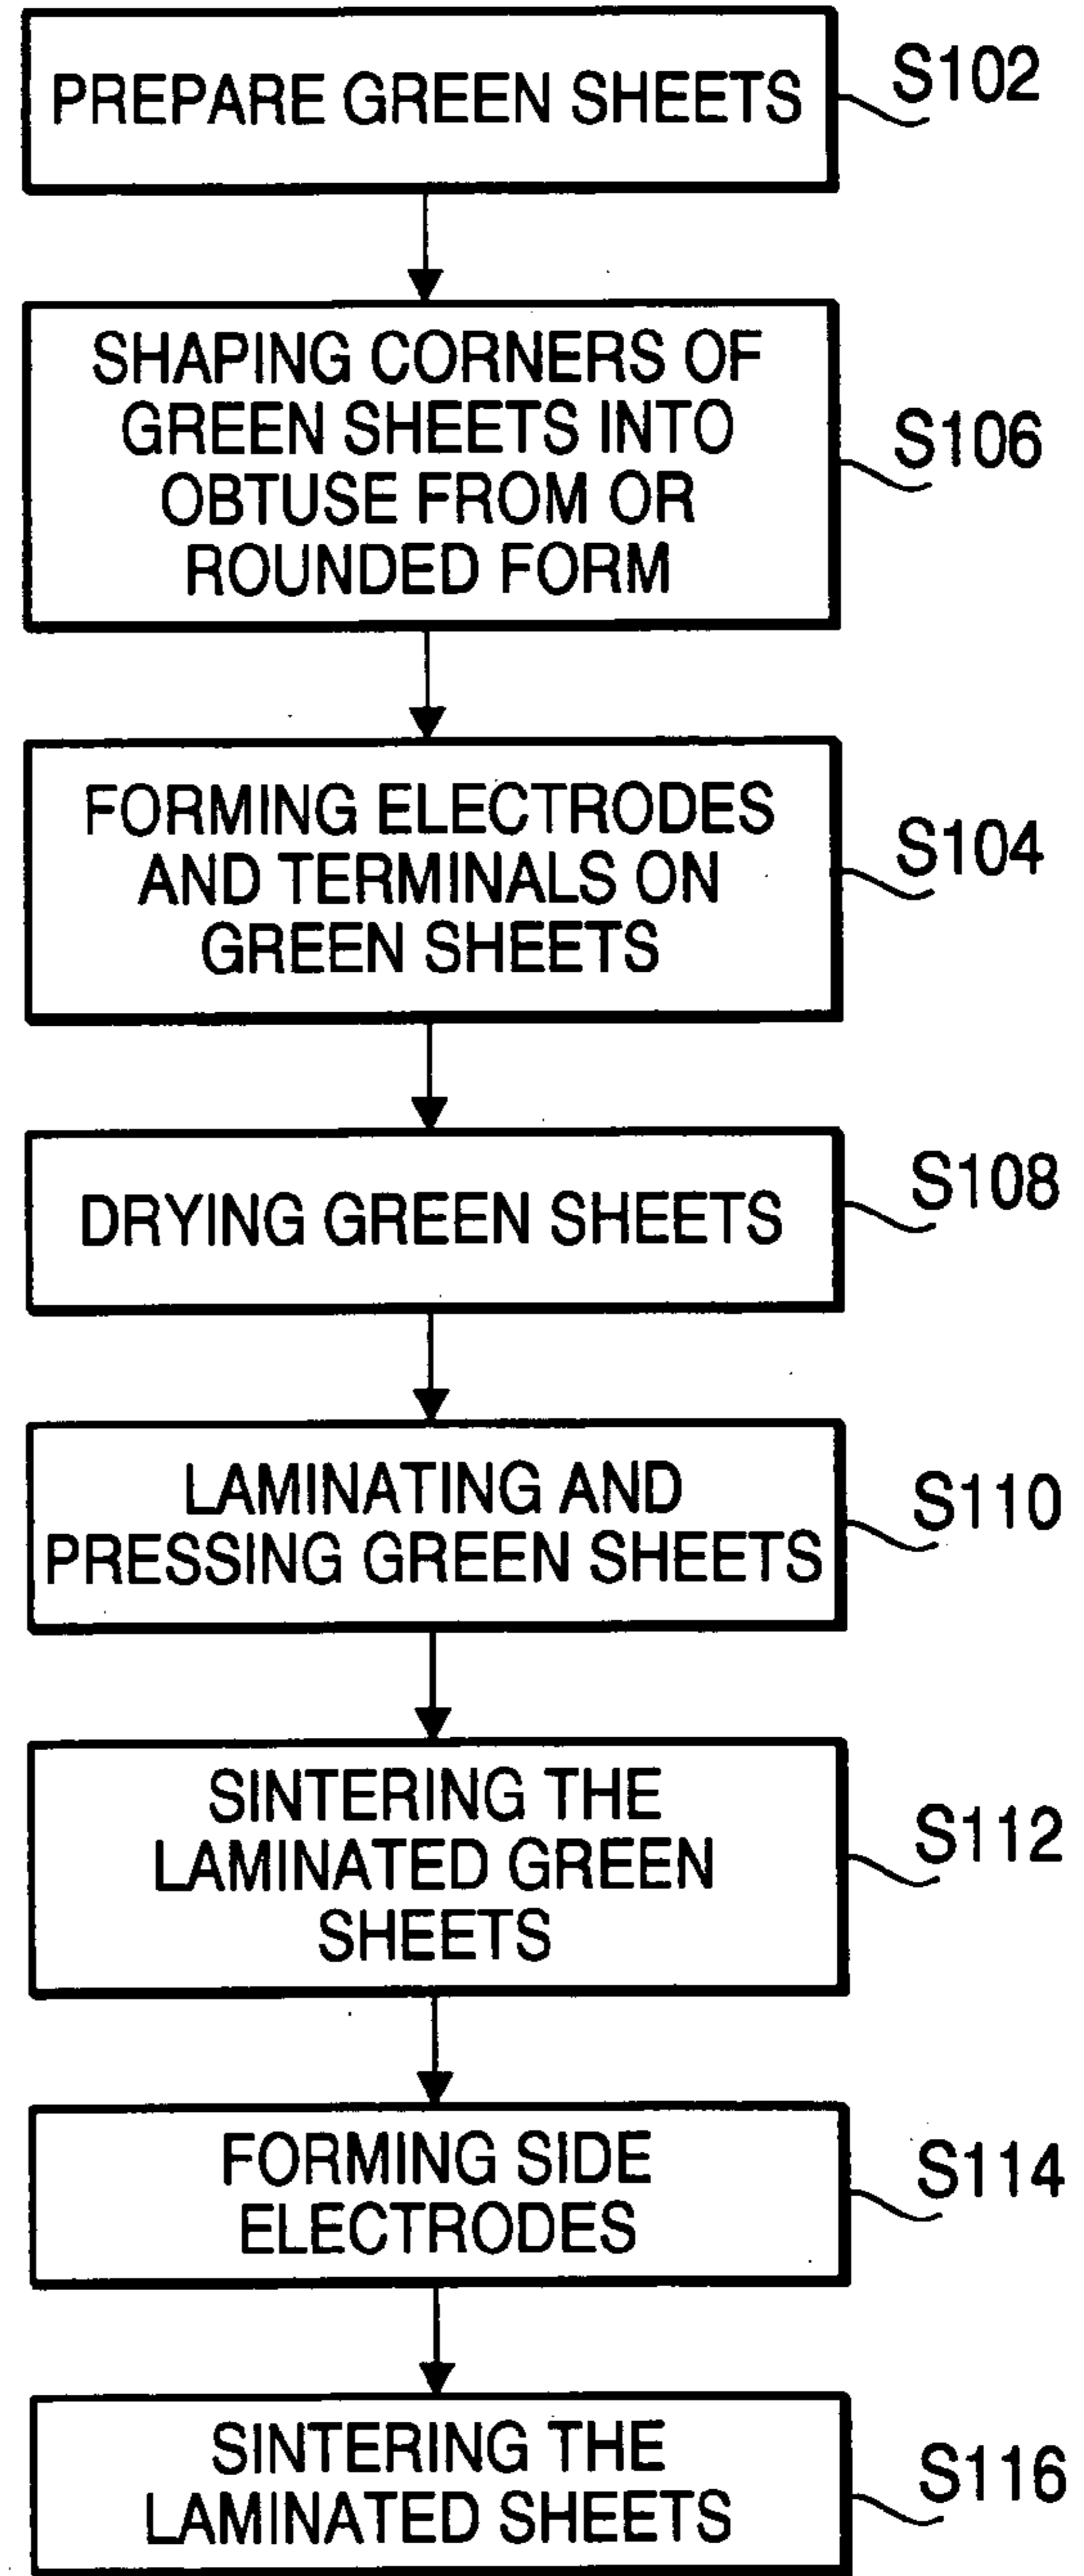 PREPARE GREEN SHEETS
S102
SHAPING CORNERS OF
GREEN SHEETS INTO
OBTUSE FROM OR
ROUNDED FORM
S106
FORMING ELECTRODES
AND TERMINALS ON
GREEN SHEETS
S104
DRYING GREEN SHEETS
S108
LAMINATING AND
PRESSING GREEN SHEETS
S110
SINTERING THE
LAMINATED GREEN
SHEETS
S112
FORMING SIDE
ELECTRODES
S114
SINTERING THE
LAMINATED SHEETS
S116